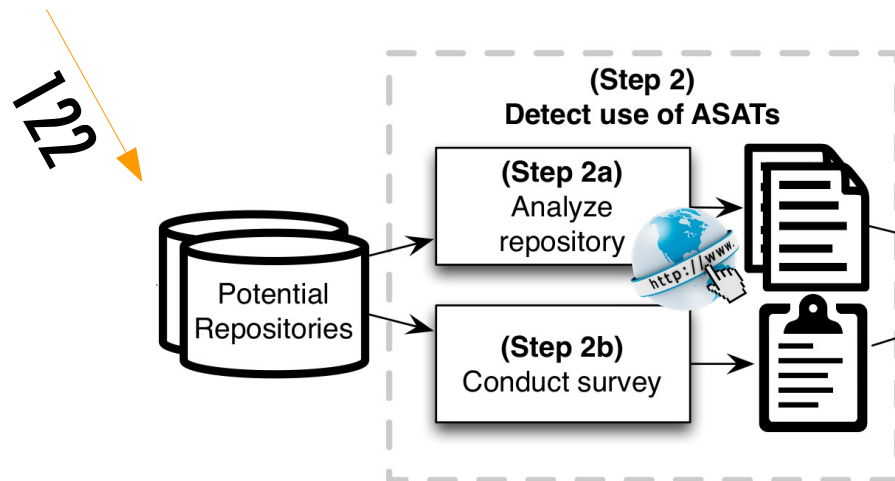 122
(Step 2)
Detect use of ASATs
(Step 2a)
Analyze
repository
http://www.
Potential
Repositories
(Step 2b)
Conduct survey